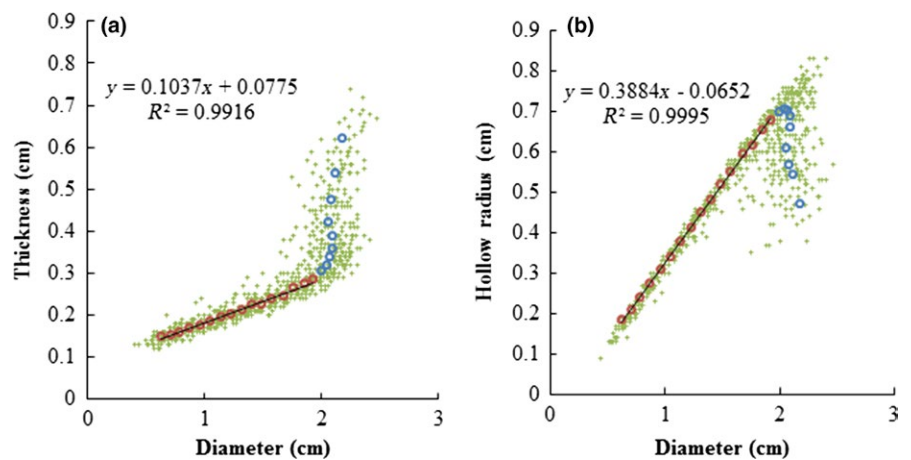 (a)
y = 0.1037x + 0.0775
R² = 0.9916
Thickness (cm)
0.9
0.8
0.7
0.6
0.5
0.4
0.3
0.2
0.1
0
0 1 2 3
Diameter (cm)
(b)
y = 0.3884x - 0.0652
R² = 0.9995
Hollow radius (cm)
0.9
0.8
0.7
0.6
0.5
0.4
0.3
0.2
0.1
0
0 1 2 3
Diameter (cm)